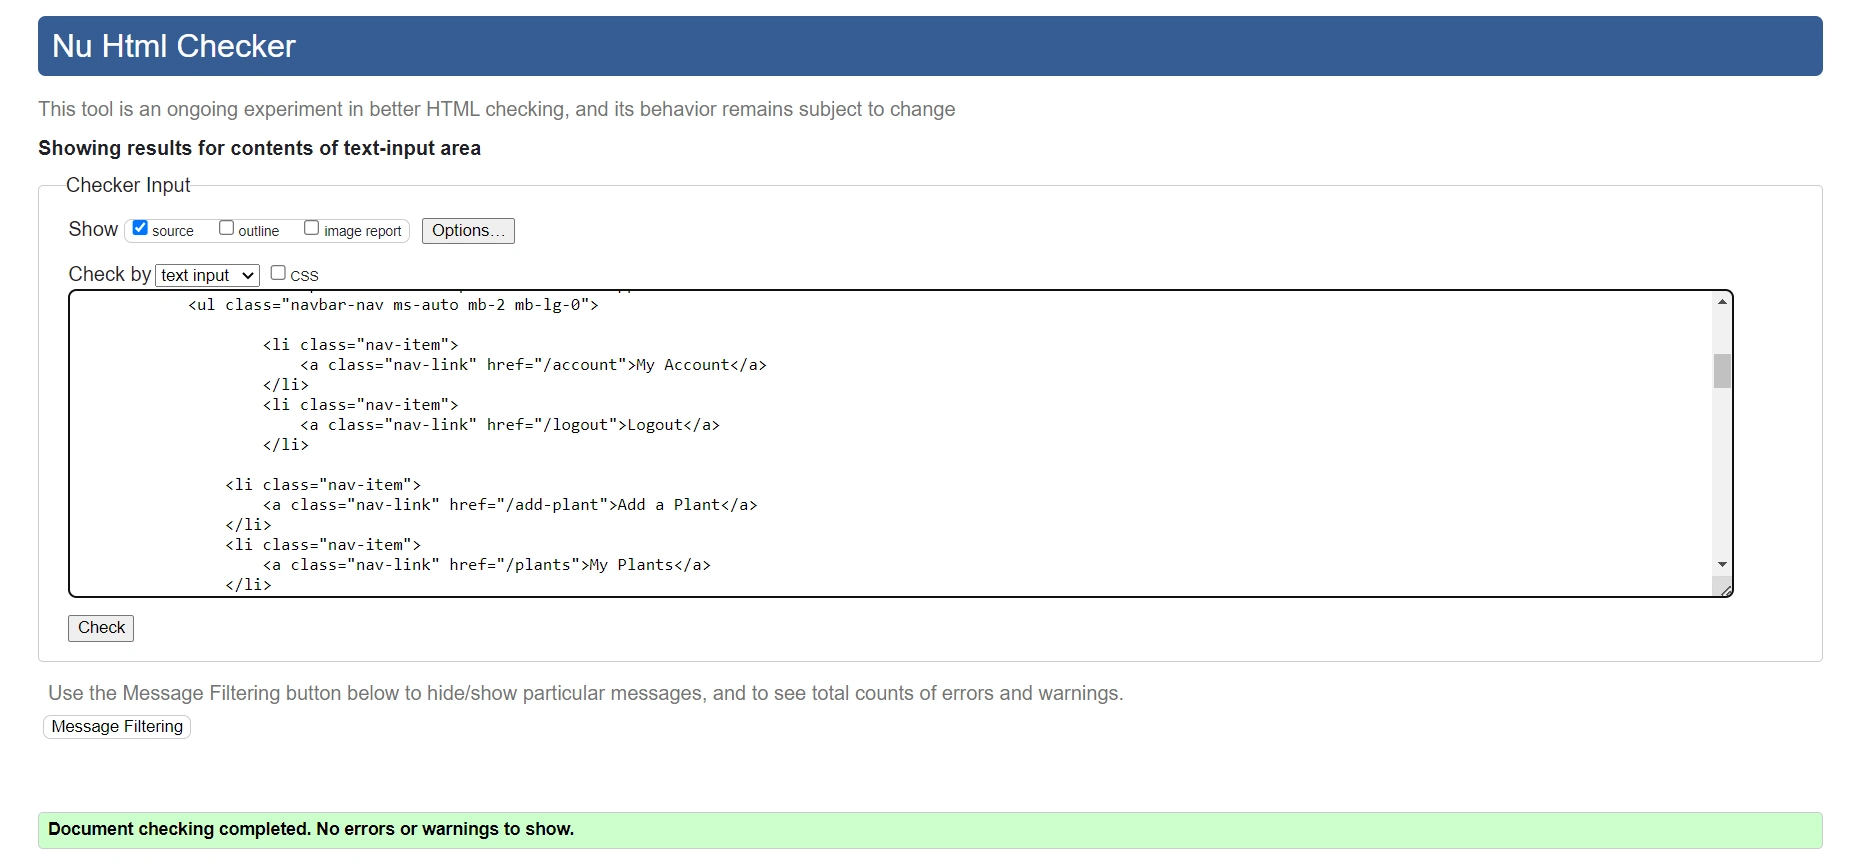 Nu Html Checker
This tool is an ongoing experiment in better HTML checking, and its behavior remains subject to change
Showing results for contents of text-input area
Checker Input
Show source outline image report Options...
Check by text input CSS
<ul class="navbar-nav ms-auto mb-2 mb-lg-0">
<li class="nav-item">
<a class="nav-link" href="/account">My Account</a>
</li>
<li class="nav-item">
<a class="nav-link" href="/logout">Logout</a>
</li>
<li class="nav-item">
<a class="nav-link" href="/add-plant">Add a Plant</a>
</li>
<li class="nav-item">
<a class="nav-link" href="/plants">My Plants</a>
</li>
Check
Use the Message Filtering button below to hide/show particular messages, and to see total counts of errors and warnings.
Message Filtering
Document checking completed. No errors or warnings to show.